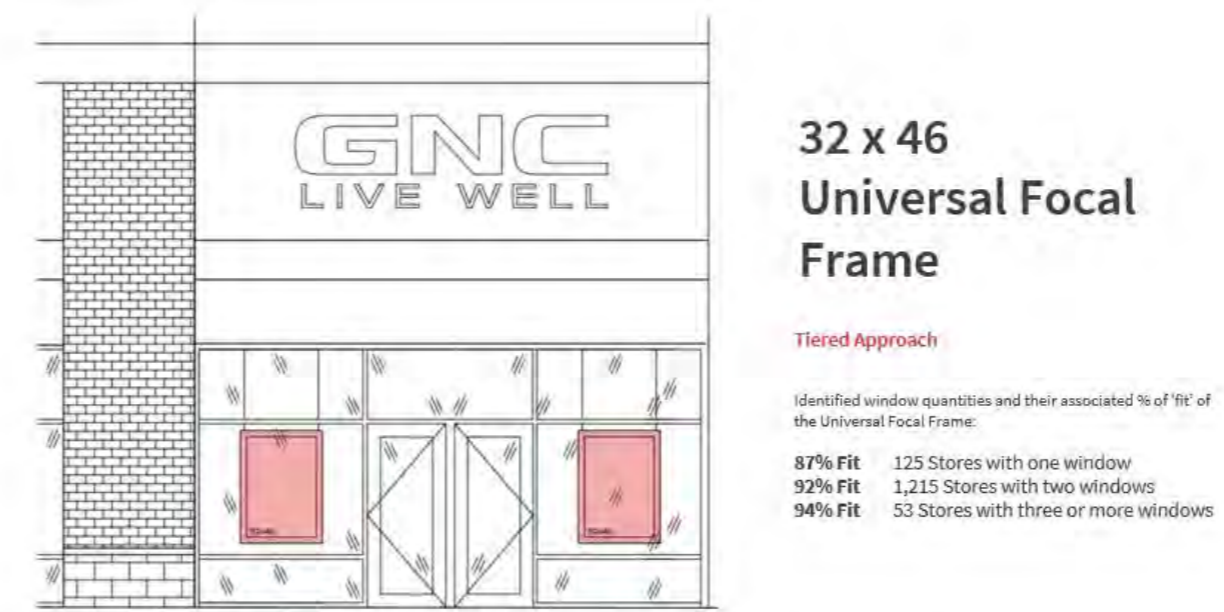 GNC
LIVE WELL
32 x 46
Universal Focal
Frame
Tiered Approach
Identified window quantities and their associated % of 'fit' of
the Universal Focal Frame:
87% Fit 125 Stores with one window
92% Fit 1,215 Stores with two windows
94% Fit 53 Stores with three or more windows